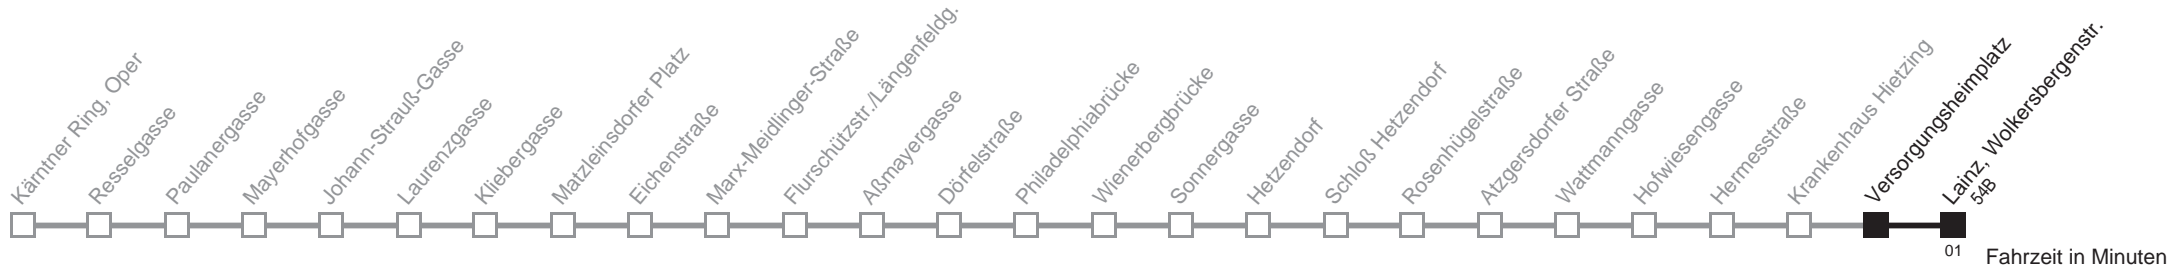 Kärntner Ring, Oper
Resselgasse
Paulanergasse
Mayerhofgasse
Johann-Strauß-Gasse
Laurenzgasse
Kliebergasse
Matzleinsdorfer Platz
Eichenstraße
Marx-Meidlinger-Straße
Flurschützstr./Längenfeldg.
Aßmayergasse
Dörfelstraße
Philadelphiabrücke
Wienerbergbrücke
Sonnergasse
Hetzendorf
Schloß Hetzendorf
Rosenhügelstraße
Atzgersdorfer Straße
Wattmanngasse
Hofwiesengasse
Hermesstraße
Krankenhaus Hietzing
Versorgungsheimplatz
Lainz, Wolkersbergenstr.
54B
01
Fahrzeit in Minuten